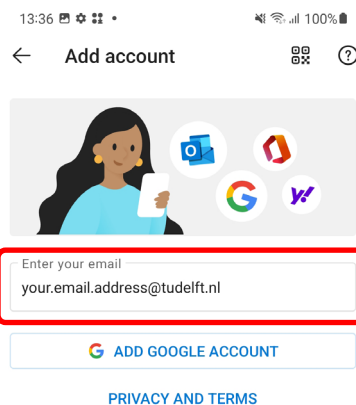 13:36 100%
Add account
Enter your email
your.email.address@tudelft.nl
G ADD GOOGLE ACCOUNT
PRIVACY AND TERMS